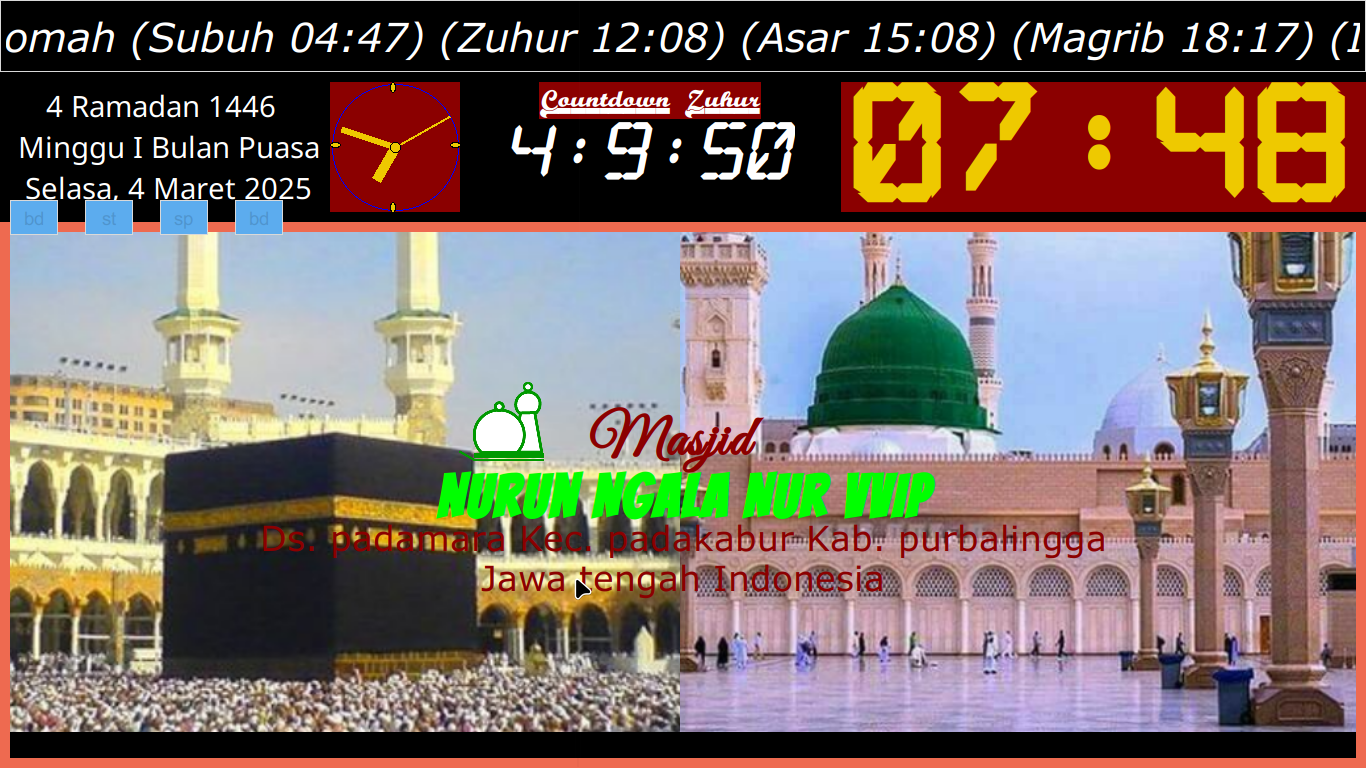 omah (Subuh 04:47) (Zuhur 12:08) (Asar 15:08) (Magrib 18:17) (I
4 Ramadan 1446
Minggu I Bulan Puasa
Selasa, 4 Maret 2025
Countdown Zuhur
4:9:50
07:48
bd
st
sp
bd
Masjid
NURUN NGALA NUR VVIP
Ds. padamara Kec. padakabur Kab. purbalingga
Jawa tengah Indonesia